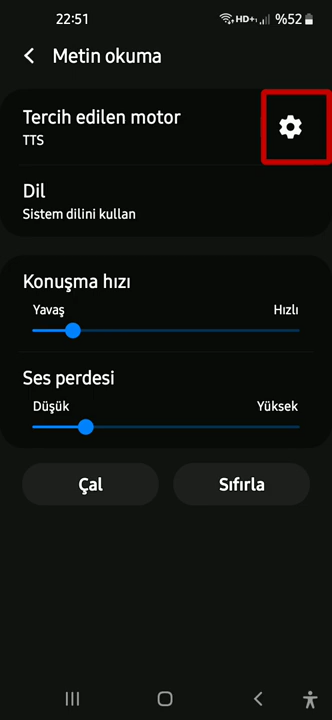 22:51
HD+ %52
Metin okuma
Tercih edilen motor
TTS
Dil
Sistem dilini kullan
Konuşma hızı
Yavaş Hızlı
Ses perdesi
Düşük Yüksek
Çal Sıfırla